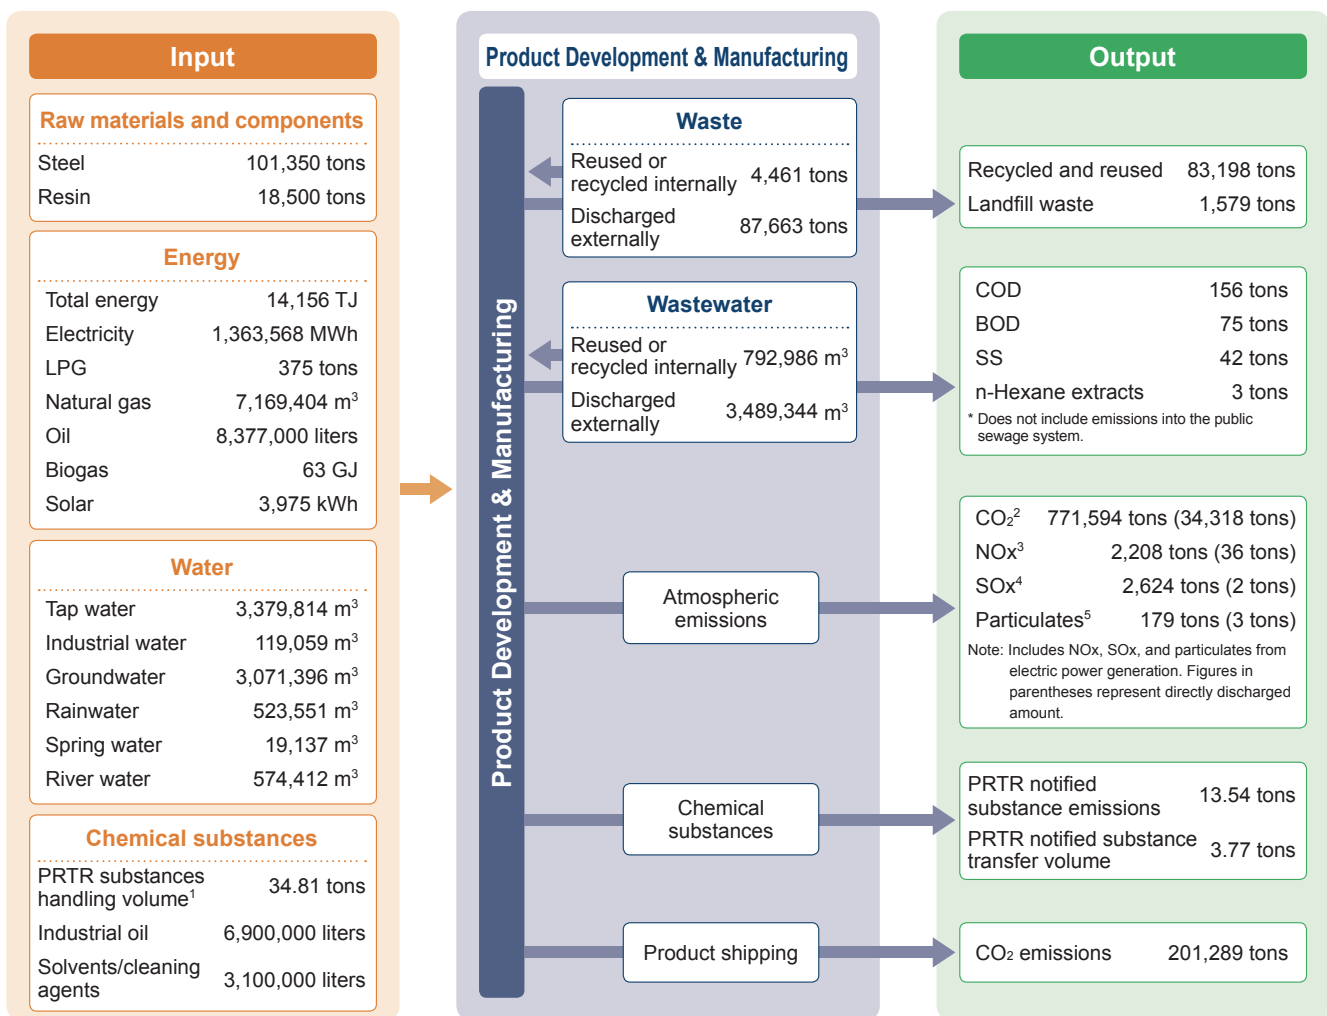 Input
Raw materials and components
Steel 101,350 tons
Resin 18,500 tons
Energy
Total energy 14,156 TJ
Electricity 1,363,568 MWh
LPG 375 tons
Natural gas 7,169,404 m³
Oil 8,377,000 liters
Biogas 63 GJ
Solar 3,975 kWh
Water
Tap water 3,379,814 m³
Industrial water 119,059 m³
Groundwater 3,071,396 m³
Rainwater 523,551 m³
Spring water 19,137 m³
River water 574,412 m³
Chemical substances
PRTR substances
handling volume¹ 34.81 tons
Industrial oil 6,900,000 liters
Solvents/cleaning
agents 3,100,000 liters
Product Development & Manufacturing
Product Development & Manufacturing
Waste
Reused or
recycled internally 4,461 tons
Discharged
externally 87,663 tons
Wastewater
Reused or
recycled internally 792,986 m³
Discharged
externally 3,489,344 m³
Atmospheric
emissions
Chemical
substances
Product shipping
Output
Recycled and reused 83,198 tons
Landfill waste 1,579 tons
COD 156 tons
BOD 75 tons
SS 42 tons
n-Hexane extracts 3 tons
* Does not include emissions into the public
sewage system.
CO₂² 771,594 tons (34,318 tons)
NOx³ 2,208 tons (36 tons)
SOx⁴ 2,624 tons (2 tons)
Particulates⁵ 179 tons (3 tons)
Note: Includes NOx, SOx, and particulates from
electric power generation. Figures in
parentheses represent directly discharged
amount.
PRTR notified
substance emissions 13.54 tons
PRTR notified substance
transfer volume 3.77 tons
CO₂ emissions 201,289 tons